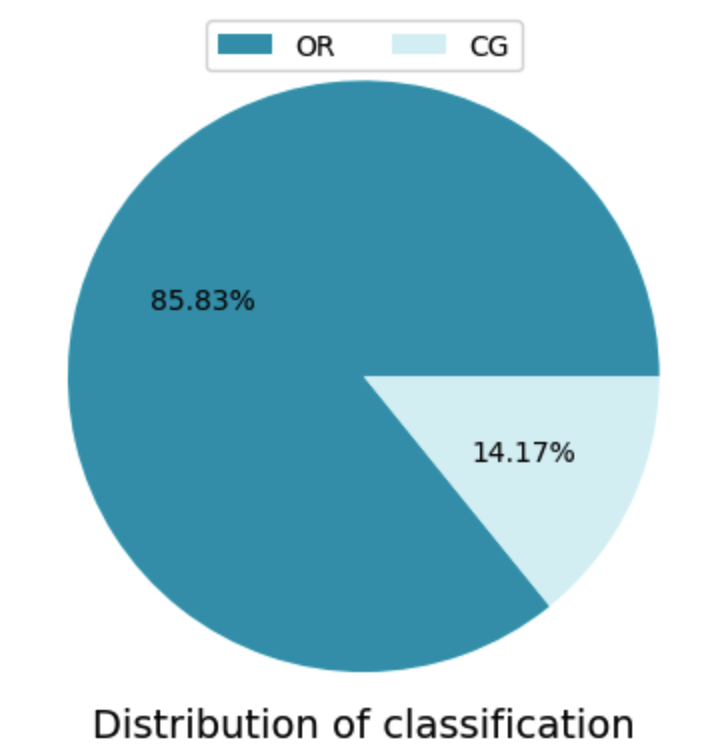 OR CG
85.83%
14.17%
Distribution of classification